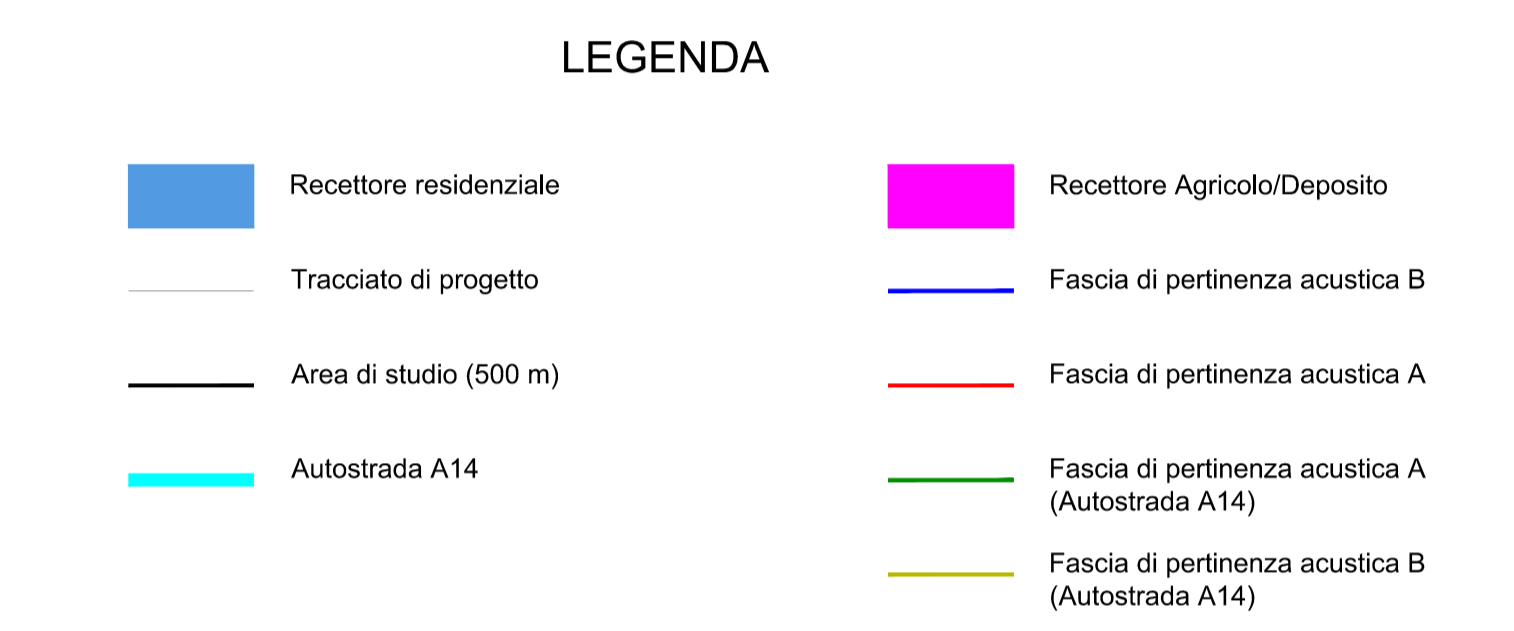 LEGENDA
Recettore residenziale
Tracciato di progetto
Area di studio (500 m)
Autostrada A14
Recettore Agricolo/Deposito
Fascia di pertinenza acustica B
Fascia di pertinenza acustica A
Fascia di pertinenza acustica A
(Autostrada A14)
Fascia di pertinenza acustica B
(Autostrada A14)